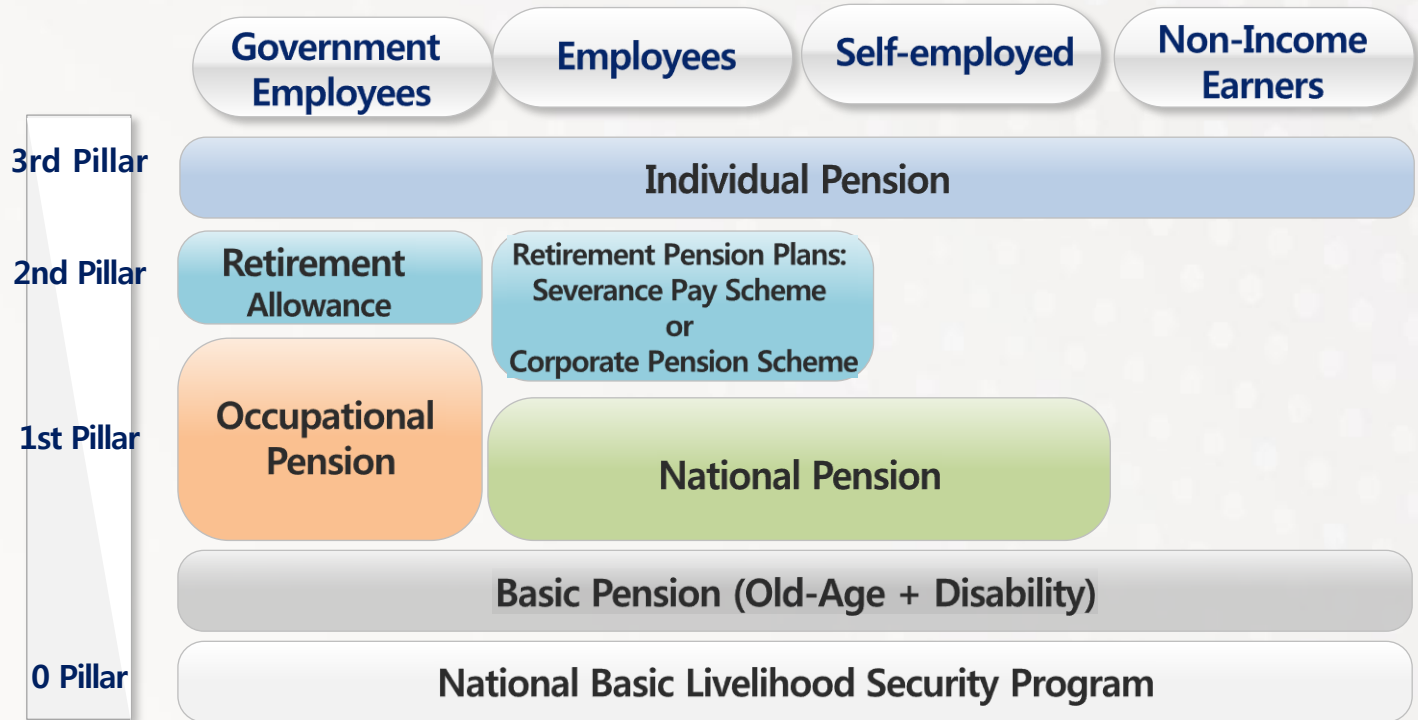 Government
Employees
Employees
Self-employed
Non-Income
Earners
3rd Pillar
Individual Pension
2nd Pillar
Retirement
Allowance
Retirement Pension Plans:
Severance Pay Scheme
or
Corporate Pension Scheme
1st Pillar
Occupational
Pension
National Pension
Basic Pension (Old-Age + Disability)
0 Pillar
National Basic Livelihood Security Program